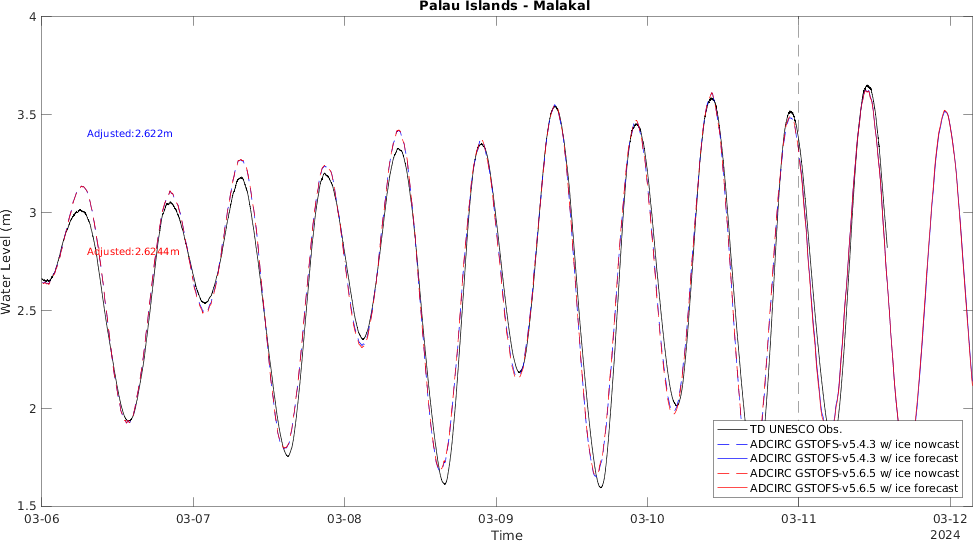 Palau Islands - Malakal
4
3.5
3
2.5
2
1.5
Water Level (m)
Adjusted:2.622m
Adjusted:2.6244m
TD UNESCO Obs.
ADCIRC GSTOFS-v5.4.3 w/ ice nowcast
ADCIRC GSTOFS-v5.4.3 w/ ice forecast
ADCIRC GSTOFS-v5.6.5 w/ ice nowcast
ADCIRC GSTOFS-v5.6.5 w/ ice forecast
03-06 03-07 03-08 03-09 03-10 03-11 03-12
Time 2024